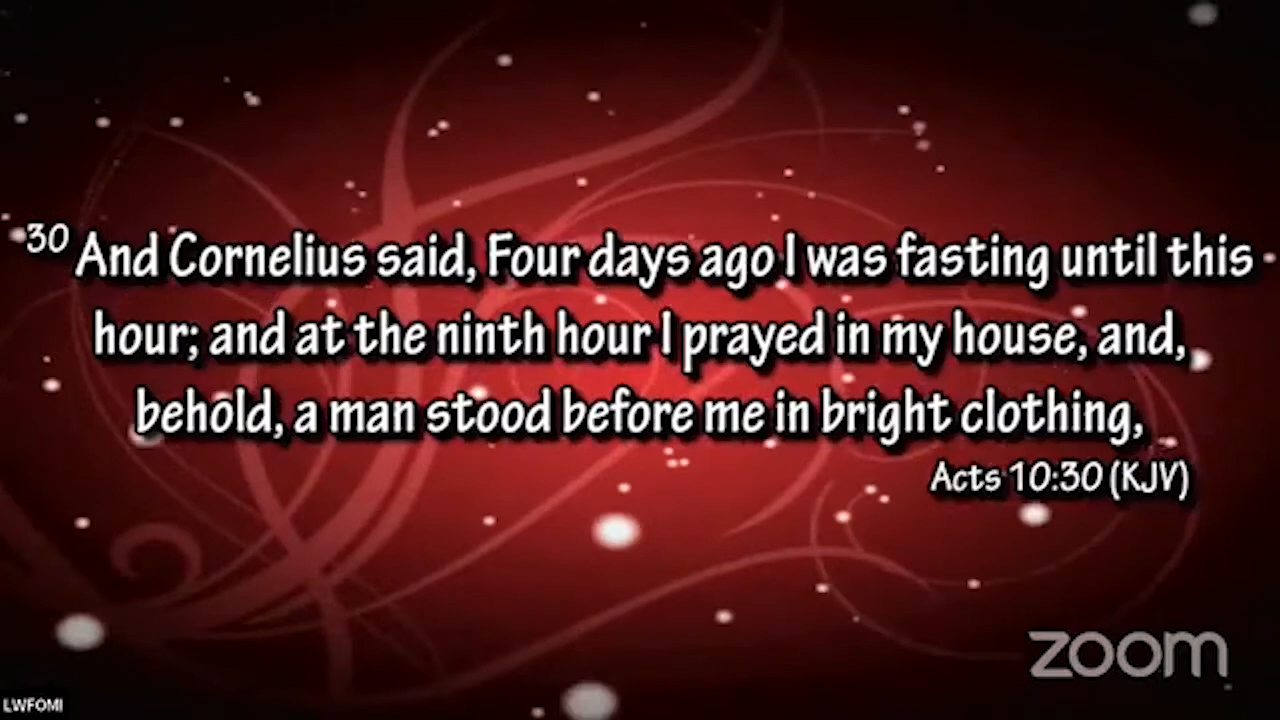 30 And Cornelius said, Four days ago I was fasting until this
hour; and at the ninth hour I prayed in my house, and,
behold, a man stood before me in bright clothing,
Acts 10:30 (KJV)
zoom
LWFOMI